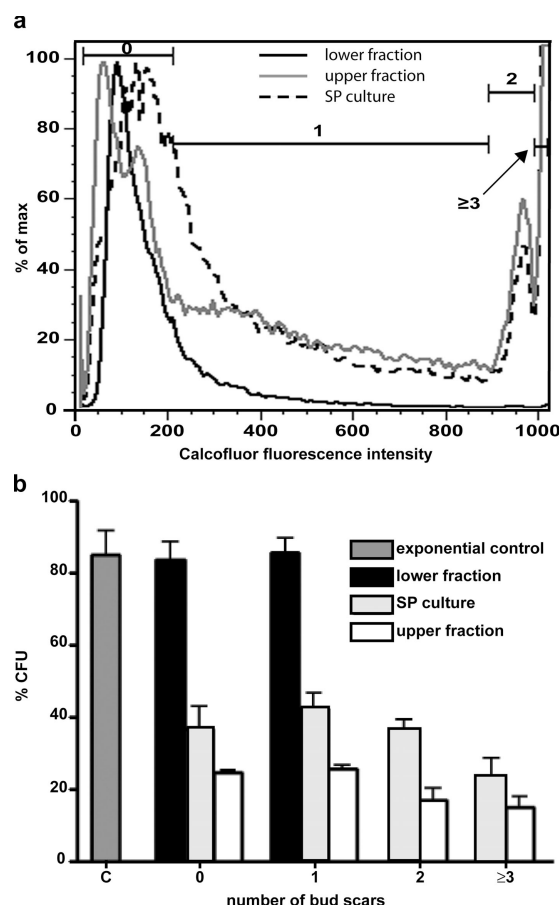 a
100
80
60
40
20
0
% of max
0
1
2
≥3
lower fraction
upper fraction
SP culture
0 200 400 600 800 1000
Calcofluor fluorescence intensity
b
100
80
60
40
20
0
% CFU
exponential control
lower fraction
SP culture
upper fraction
C 0 1 2 ≥3
number of bud scars